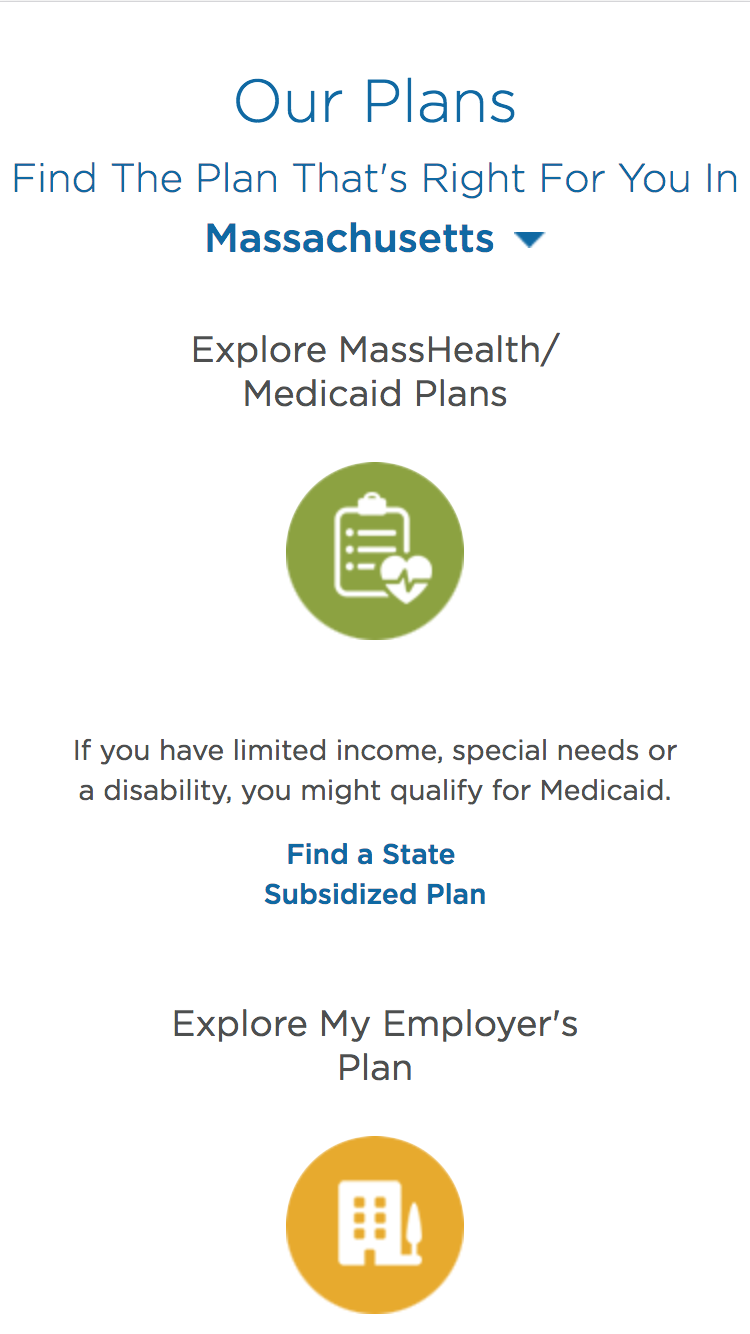 Our Plans
Find The Plan That's Right For You In
Massachusetts
Explore MassHealth/
Medicaid Plans
If you have limited income, special needs or
a disability, you might qualify for Medicaid.
Find a State
Subsidized Plan
Explore My Employer's
Plan